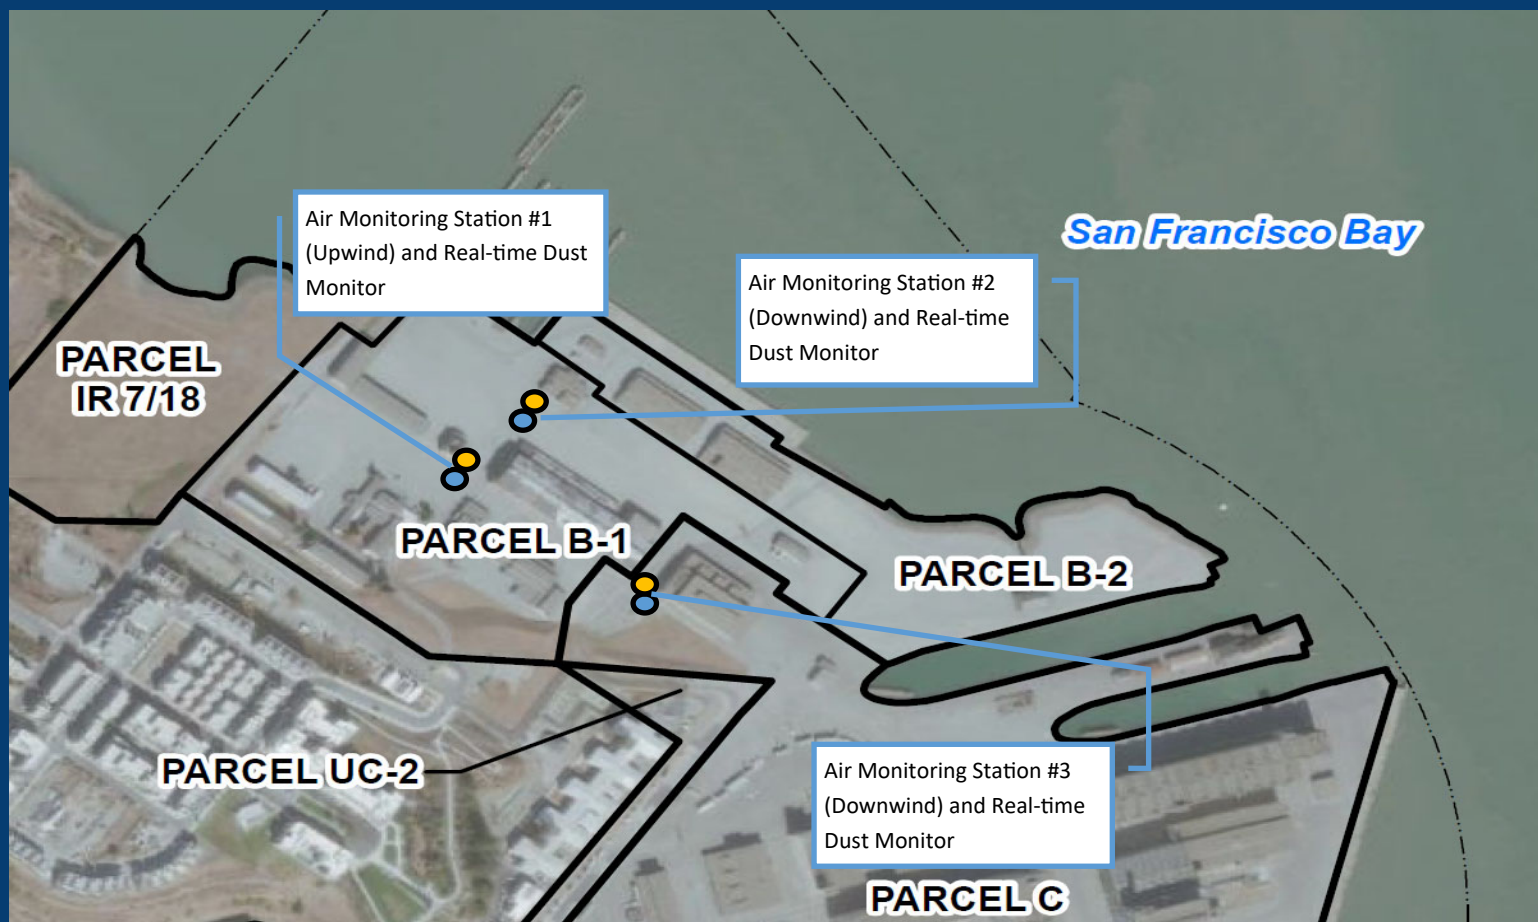 Air Monitoring Station #1
(Upwind) and Real-time Dust
Monitor
San Francisco Bay
Air Monitoring Station #2
(Downwind) and Real-time
Dust Monitor
PARCEL
IR 7/18
PARCEL B-1
PARCEL B-2
PARCEL UC-2
Air Monitoring Station #3
(Downwind) and Real-time
Dust Monitor
PARCEL C